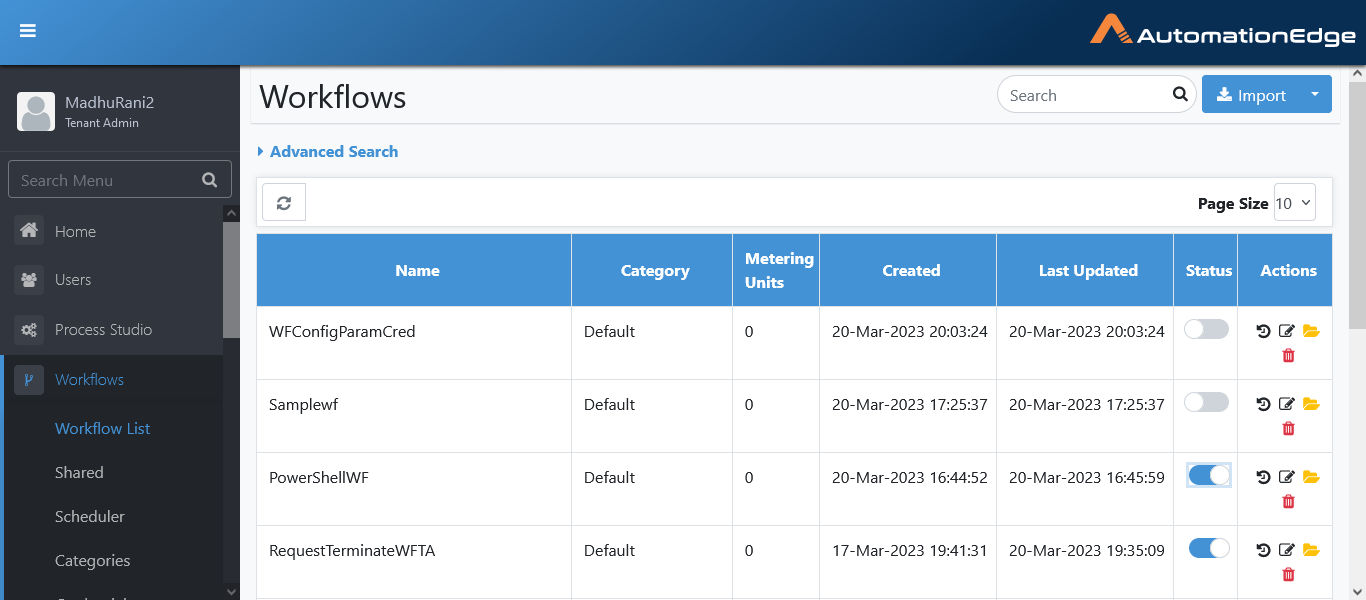 AutomationEdge
MadhuRani2
Tenant Admin
Search Menu
Home
Users
Process Studio
Workflows
Workflow List
Shared
Scheduler
Categories
Workflows
Search
Import
Advanced Search
Page Size 10
Name Category Metering Units Created Last Updated Status Actions
WFConfigParamCred Default 0 20-Mar-2023 20:03:24 20-Mar-2023 20:03:24
Samplewf Default 0 20-Mar-2023 17:25:37 20-Mar-2023 17:25:37
PowerShellWF Default 0 20-Mar-2023 16:44:52 20-Mar-2023 16:45:59
RequestTerminateWFTA Default 0 17-Mar-2023 19:41:31 20-Mar-2023 19:35:09